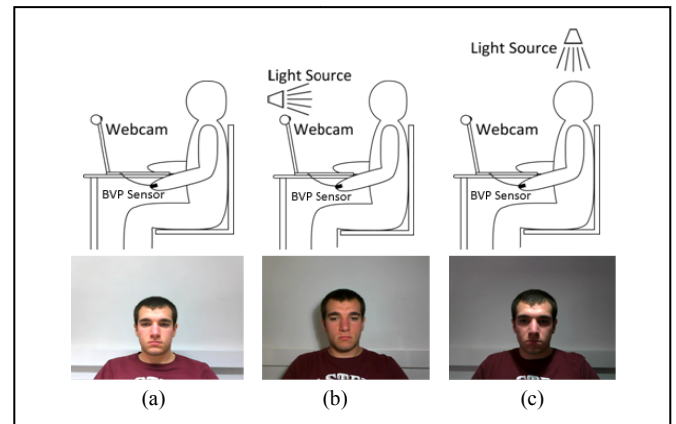 Light Source
Light Source
Webcam
Webcam
Webcam
BVP Sensor
BVP Sensor
BVP Sensor
(a)
(b)
(c)